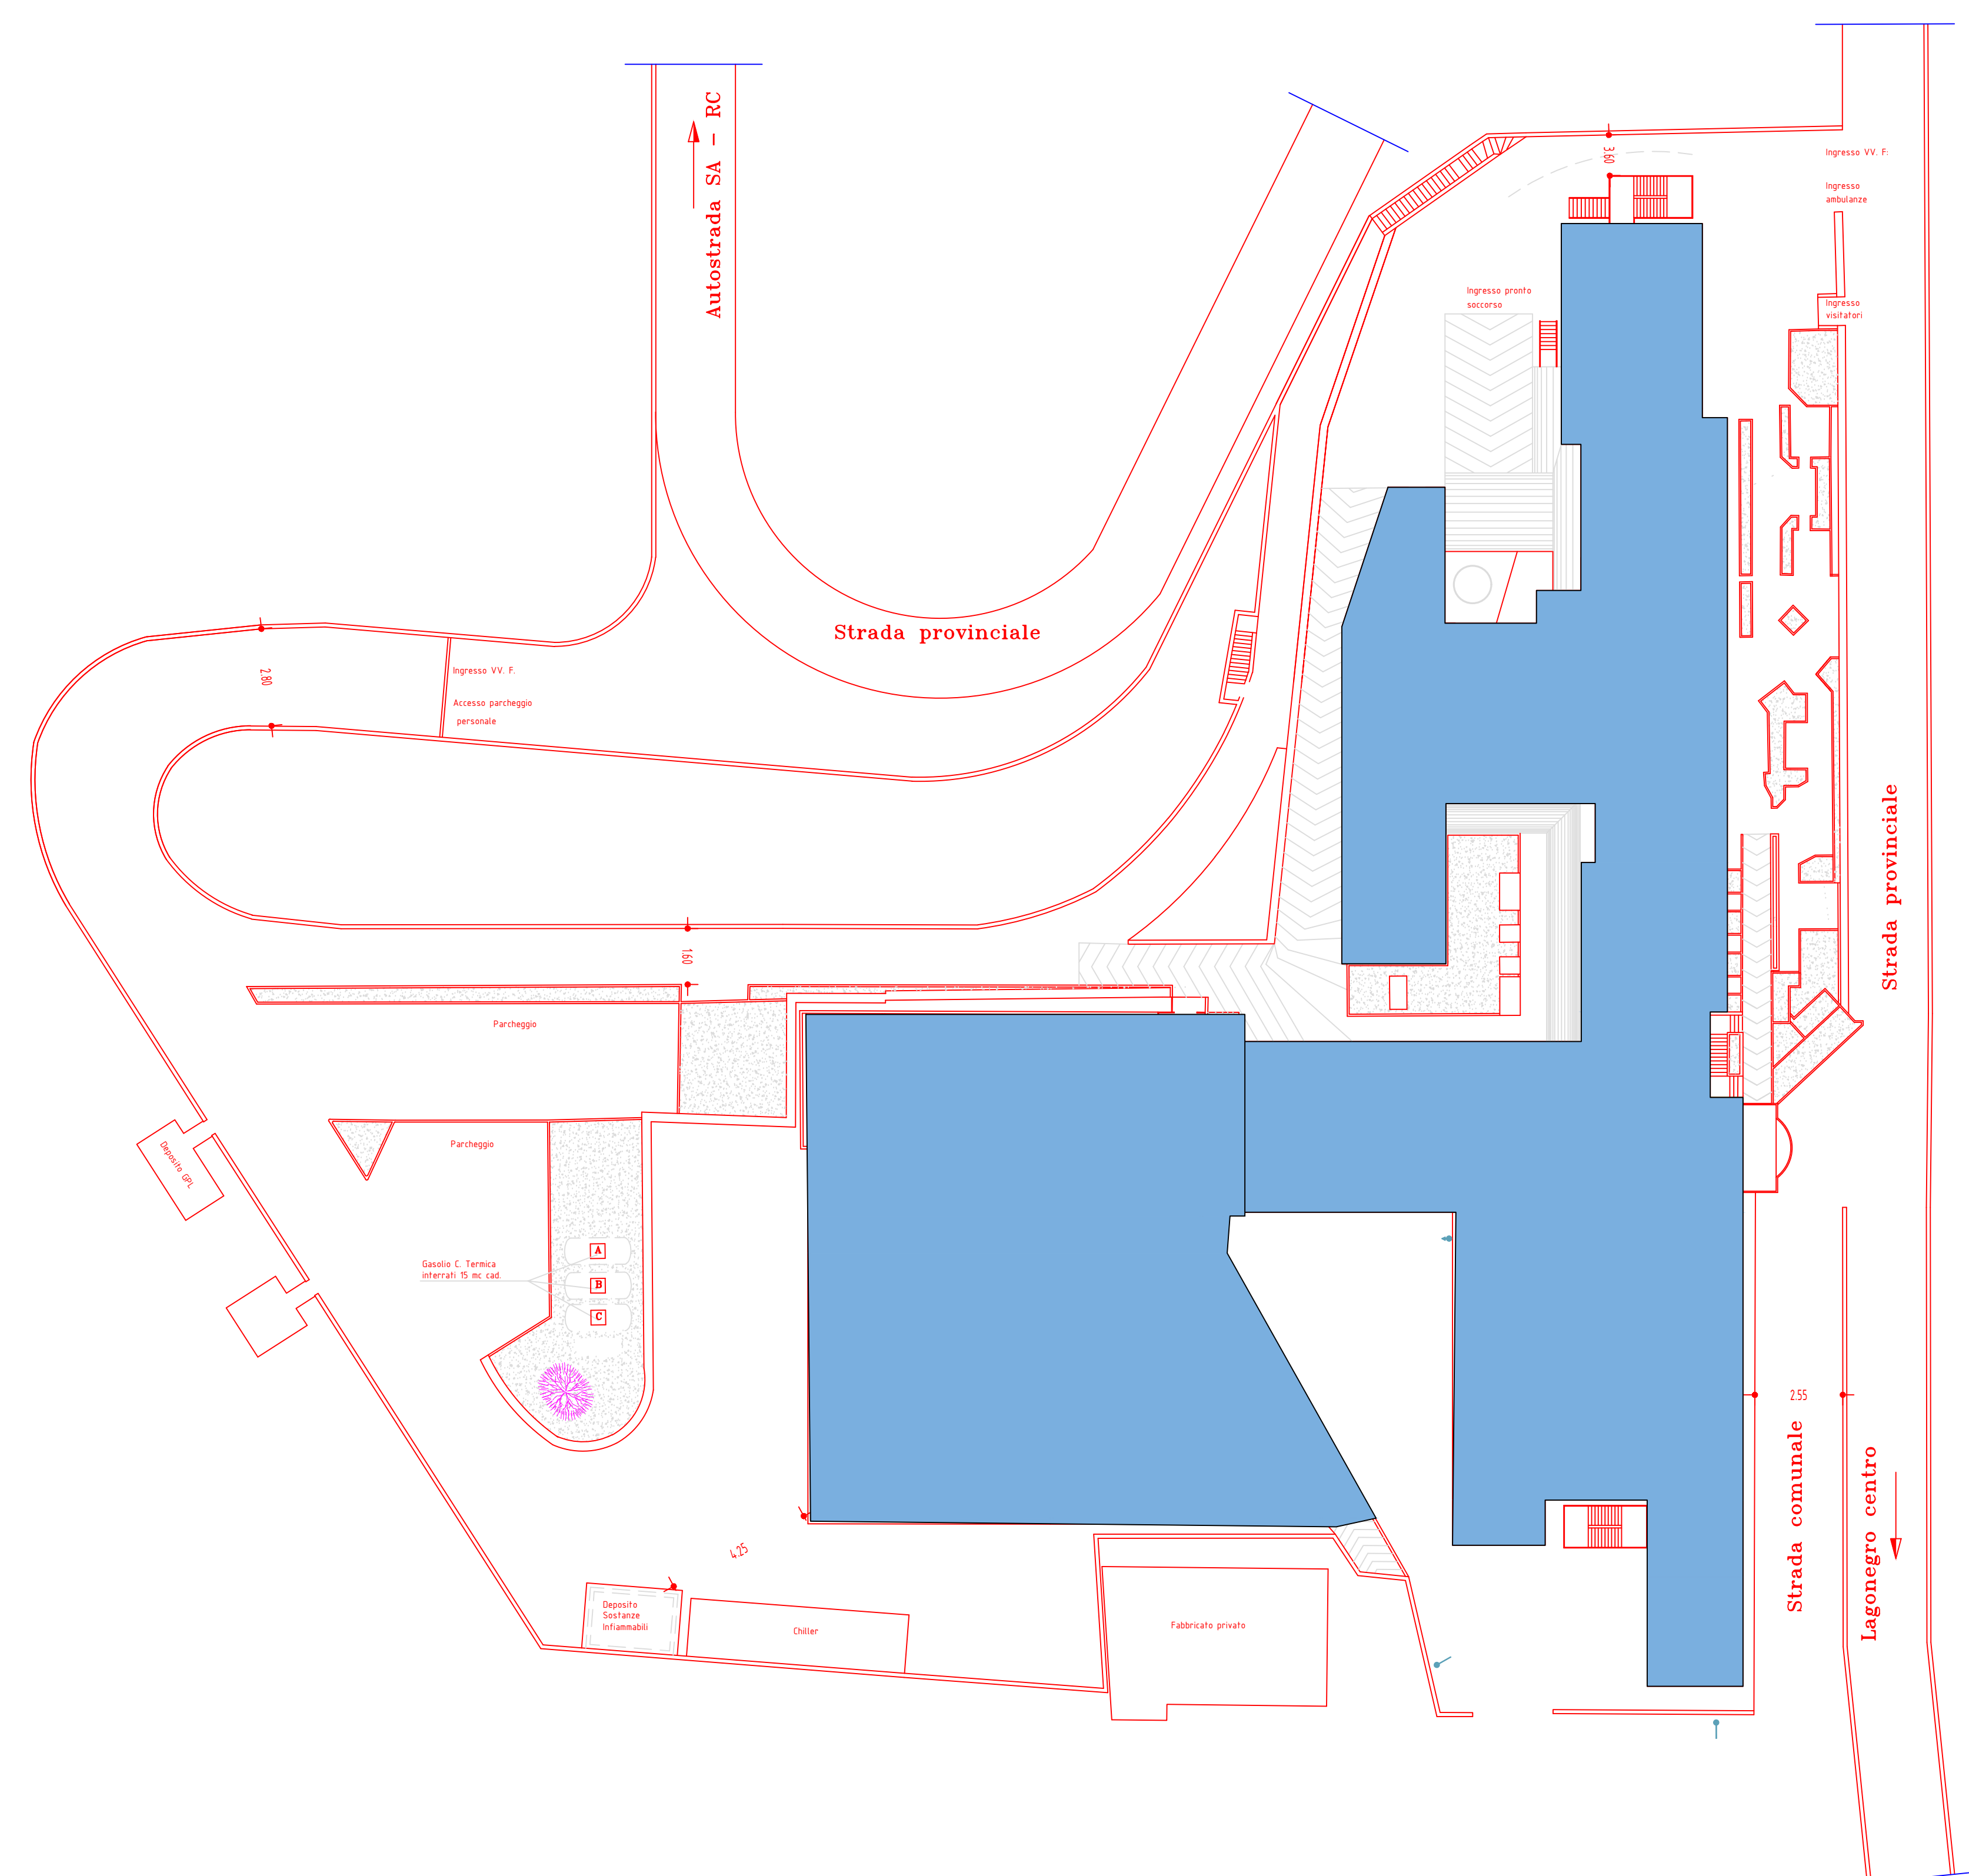 Autostrada SA - RC
3.60
Ingresso VV. F:
Ingresso
ambulanze
Ingresso pronto
soccorso
Ingresso
visitatori
Strada provinciale
2.80
Ingresso VV. F.
Accesso parcheggio
personale
Strada provinciale
1.60
Parcheggio
Parcheggio
Deposito GPL
Gasolio C. Termica
interrati 15 mc cad.
A
B
C
2.55
Strada comunale
Lagonegro centro
4.25
Deposito
Sostanze
Infiammabili
Chiller
Fabbricato privato